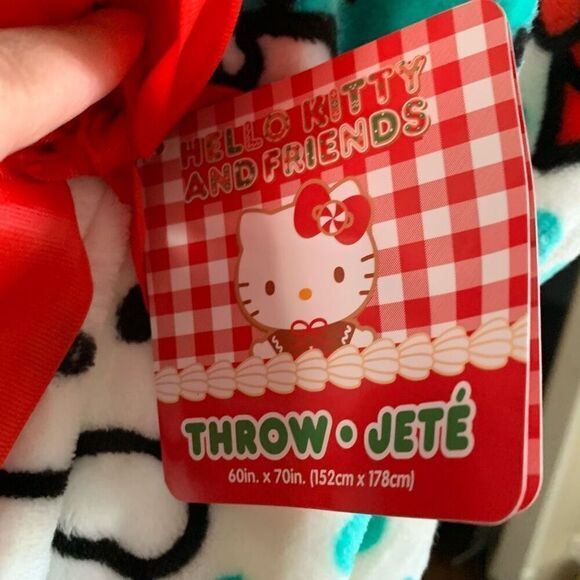 HELLO KITTY
AND FRIENDS
THROW • JETÉ
60in. x 70in. (152cm x 178cm)